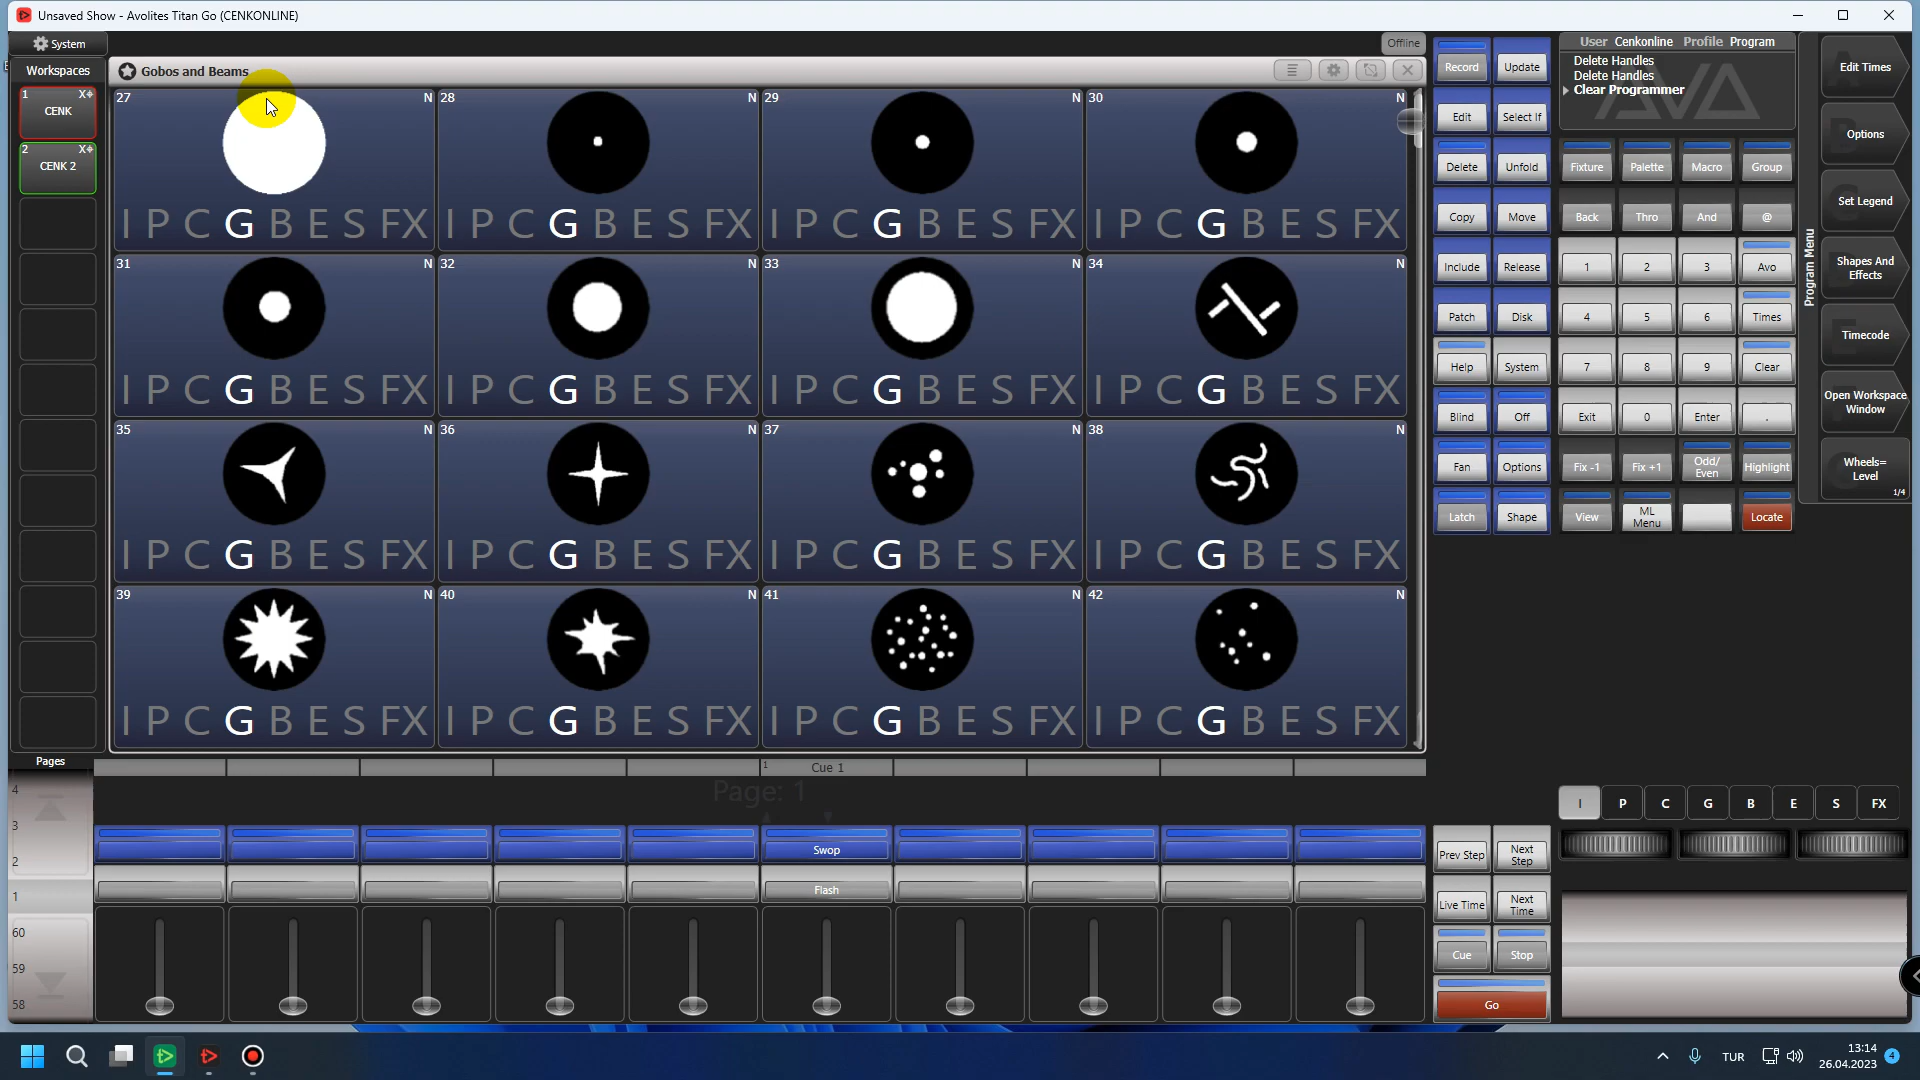 Unsaved Show - Avolites Titan Go (CENKONLINE)
System
Offline
Workspaces
Gobos and Beams
1 X
CENK
2 X
CENK 2
27 N 28 N 29 N 30 N
I P C G B E S FX I P C G B E S FX I P C G B E S FX I P C G B E S FX
31 N 32 N 33 N 34 N
I P C G B E S FX I P C G B E S FX I P C G B E S FX I P C G B E S FX
35 N 36 N 37 N 38 N
I P C G B E S FX I P C G B E S FX I P C G B E S FX I P C G B E S FX
39 N 40 N 41 N 42 N
I P C G B E S FX I P C G B E S FX I P C G B E S FX I P C G B E S FX
Record Update
Edit Select If
Delete Unfold
Copy Move
Include Release
Patch Disk
Help System
Blind Off
Fan Options
Latch Shape
User Cenkonline Profile Program
Delete Handles
Delete Handles
Clear Programmer
Fixture Palette Macro Group
Back Thro And @
1 2 3 Avo
4 5 6 Times
7 8 9 Clear
Exit 0 Enter .
Fix -1 Fix +1 Odd/ Even Highlight
View ML Menu Locate
Program Menu
Edit Times
Options
Set Legend
Shapes And
Effects
Timecode
Open Workspace
Window
Wheels=
Level
1/4
Pages
4
3
2
1
60
59
58
1 Cue 1
Page: 1
Swop
Flash
I P C G B E S FX
Prev Step Next Step
Live Time Next Time
Cue Stop
Go
TUR
13:14
26.04.2023
4